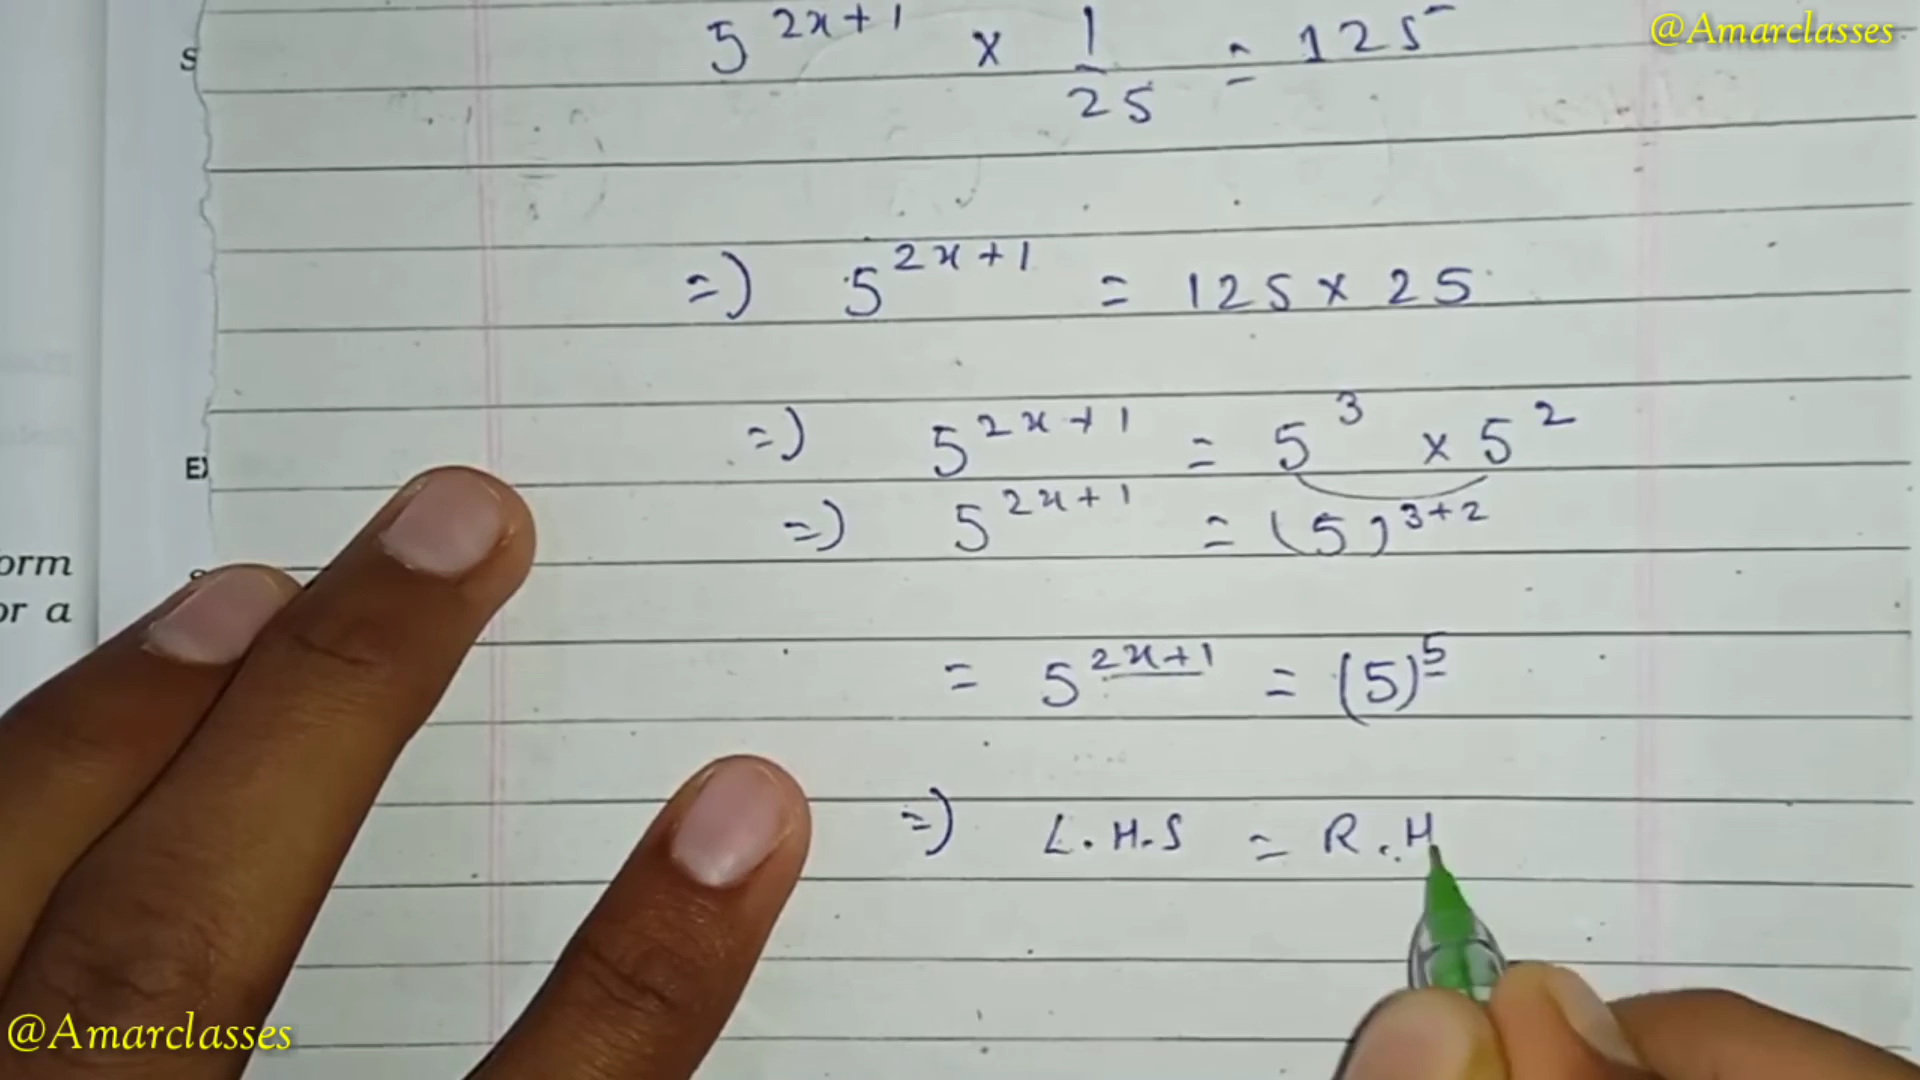 @Amarclasses
5^{2x+1} × 1/25 = 125
=> 5^{2x+1} = 125 × 25
=> 5^{2x+1} = 5^3 × 5^2
=> 5^{2x+1} = (5)^{3+2}
= 5^{2x+1} = (5)^5
=> L.H.S = R.H
S
E)
orm
or a
@Amarclasses